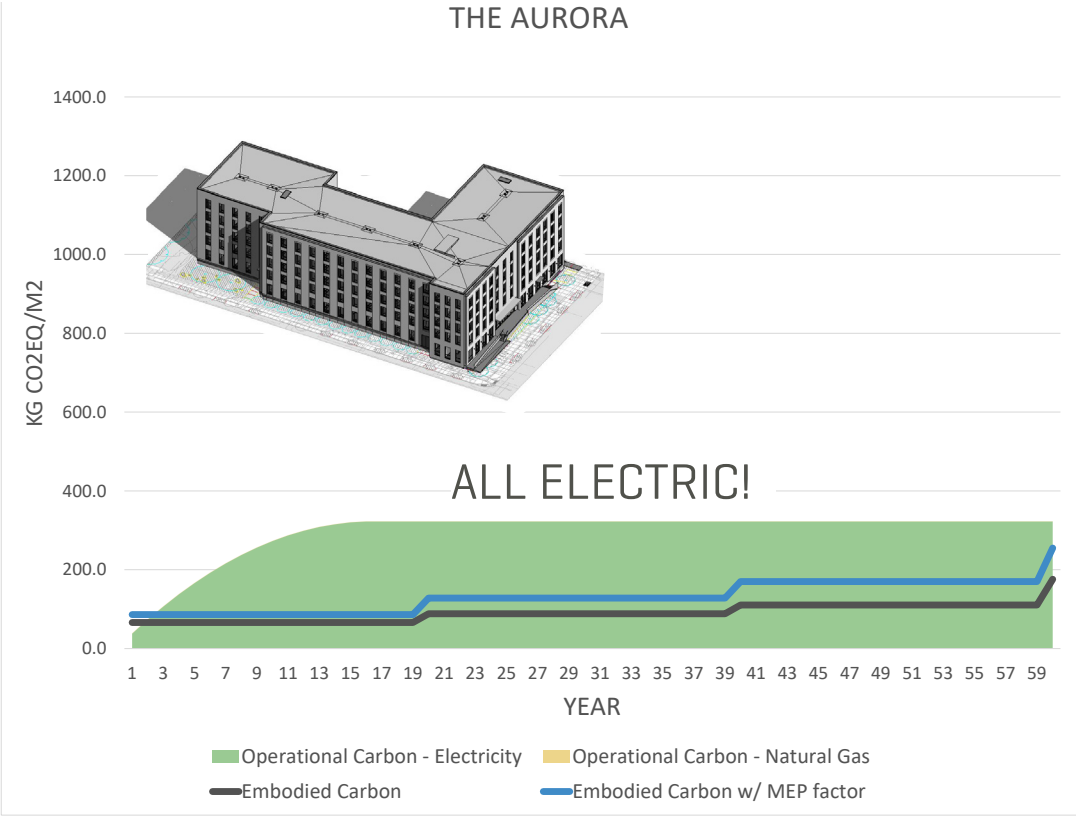 THE AURORA
1400.0
1200.0
1000.0
800.0
600.0
400.0
200.0
0.0
KG CO2EQ/M2
ALL ELECTRIC!
1 3 5 7 9 11 13 15 17 19 21 23 25 27 29 31 33 35 37 39 41 43 45 47 49 51 53 55 57 59
YEAR
Operational Carbon - Electricity Operational Carbon - Natural Gas
Embodied Carbon Embodied Carbon w/ MEP factor